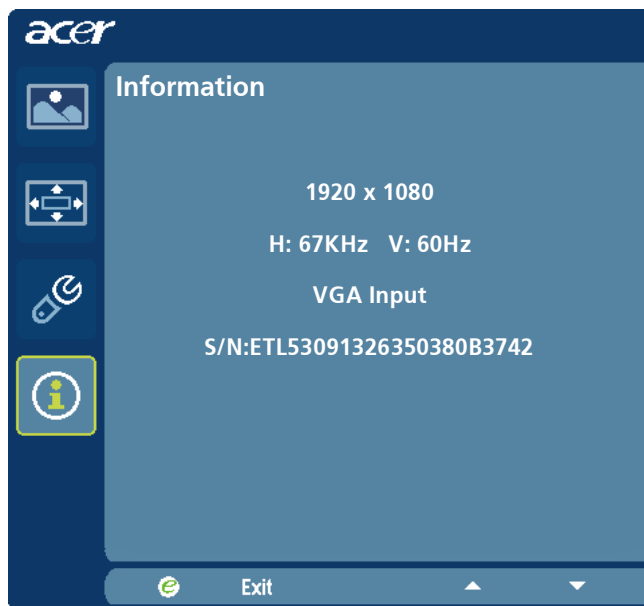 acer
Information
1920 x 1080
H: 67KHz V: 60Hz
VGA Input
S/N:ETL53091326350380B3742
e Exit